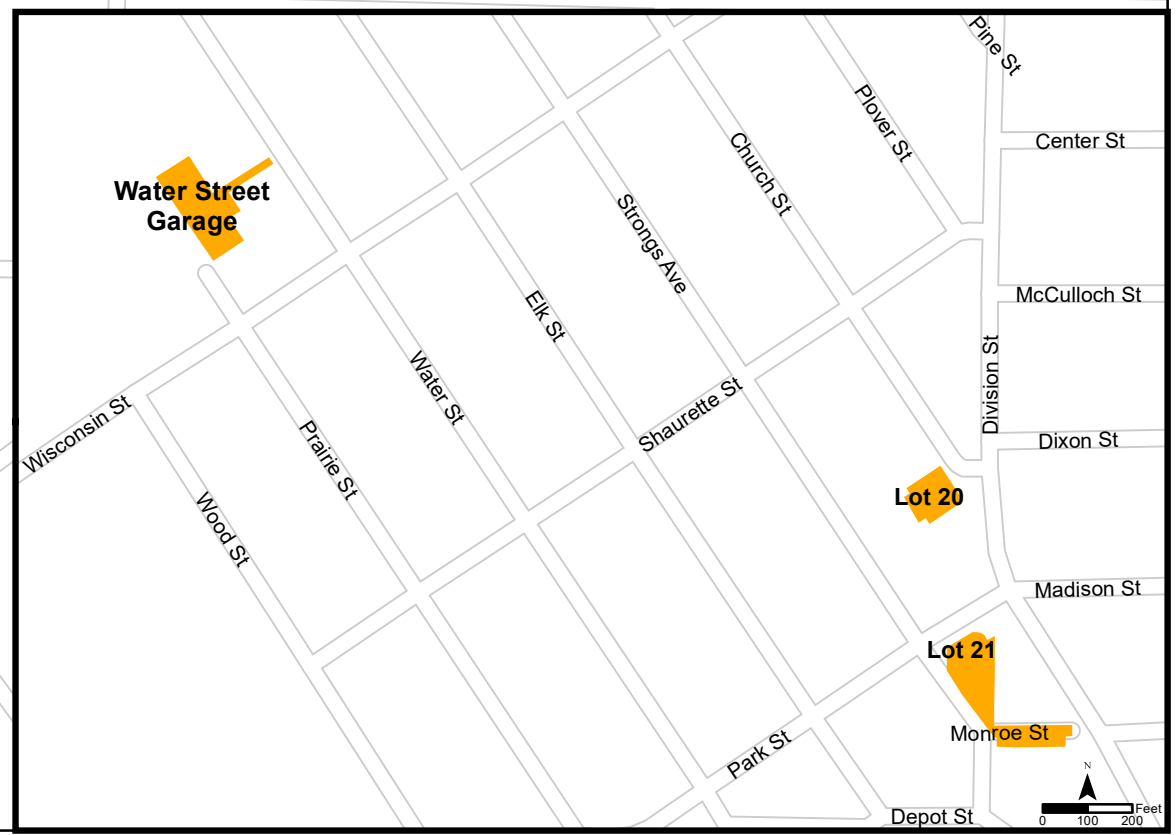 Pine St
Plover St
Center St
Church St
Water Street
Garage
Strongs Ave
McCulloch St
Elk St
Division St
Water St
Shaurette St
Wisconsin St
Dixon St
Prairie St
Lot 20
Wood St
Madison St
Lot 21
Monroe St
Park St
N
Feet
Depot St
0 100 200